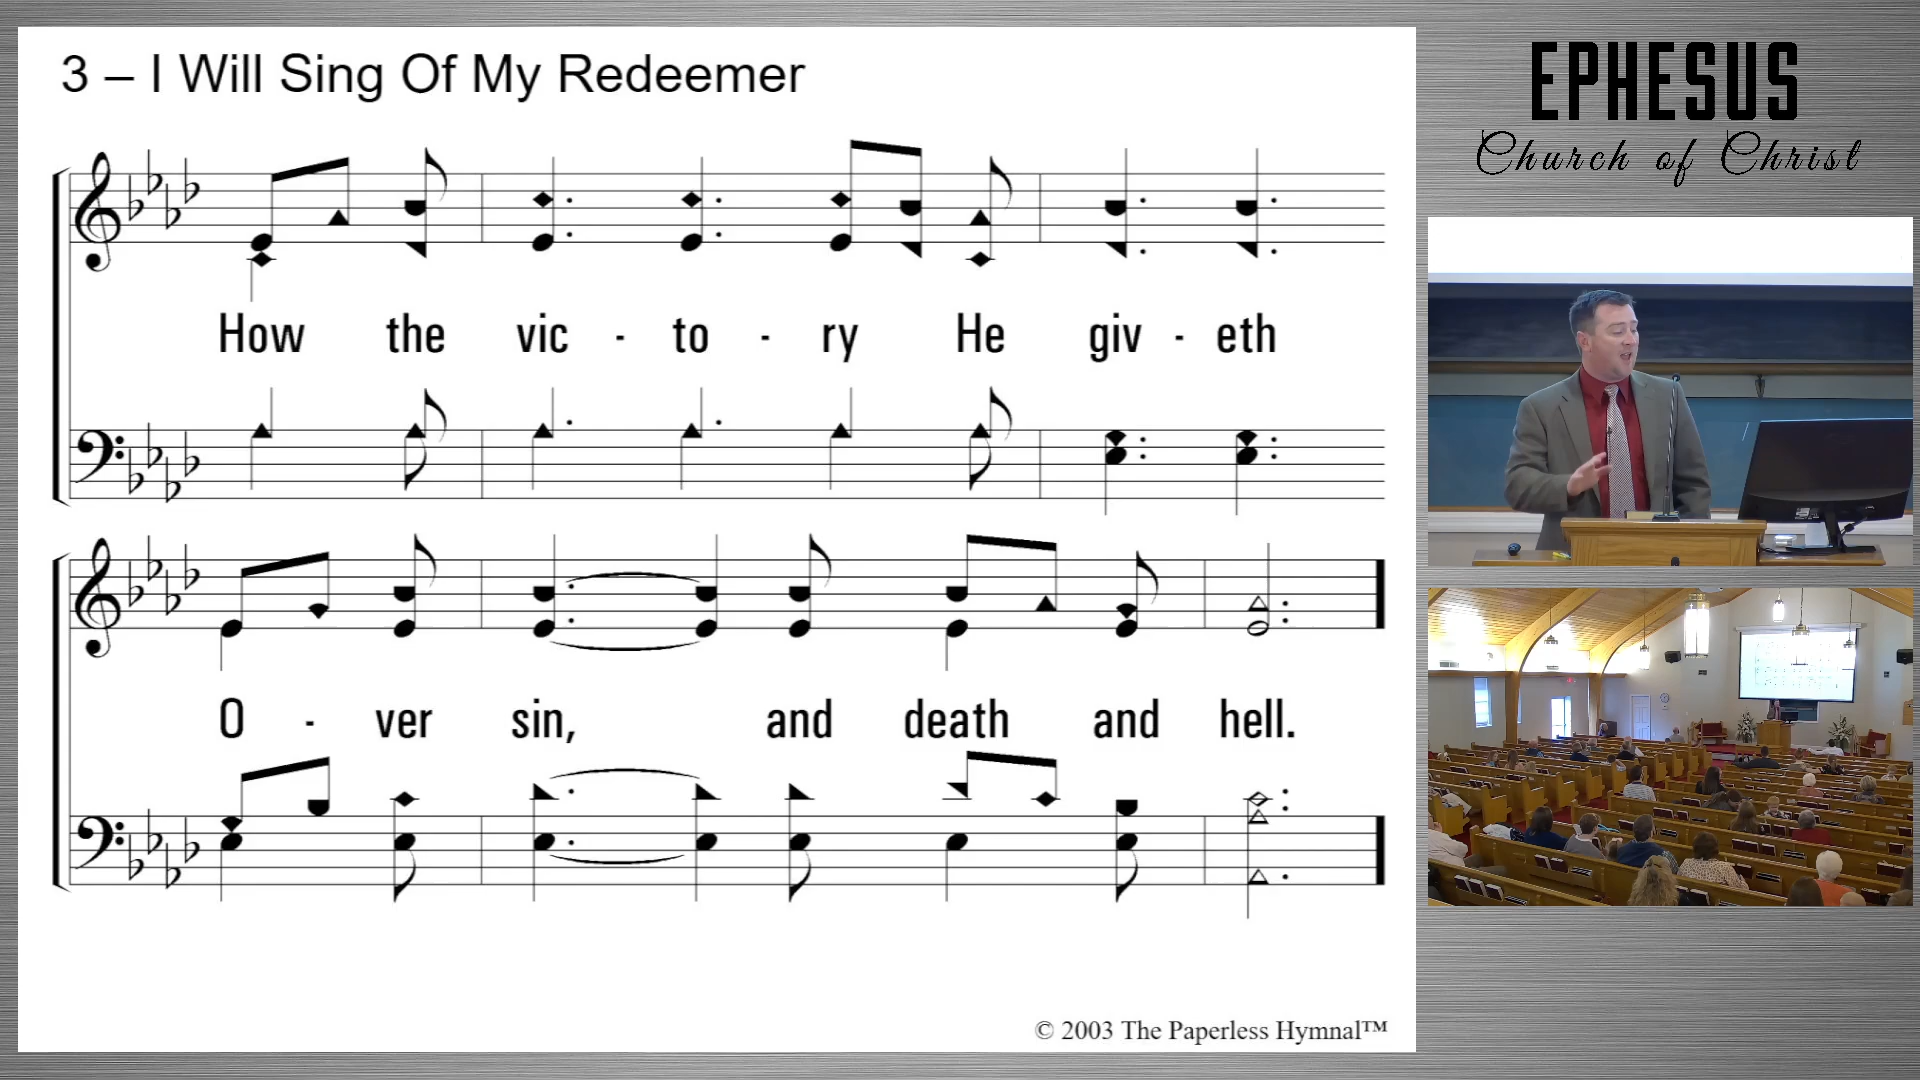 3 – I Will Sing Of My Redeemer
How the vic - to - ry He giv - eth
O - ver sin, and death and hell.
© 2003 The Paperless Hymnal™
EPHESUS
Church of Christ